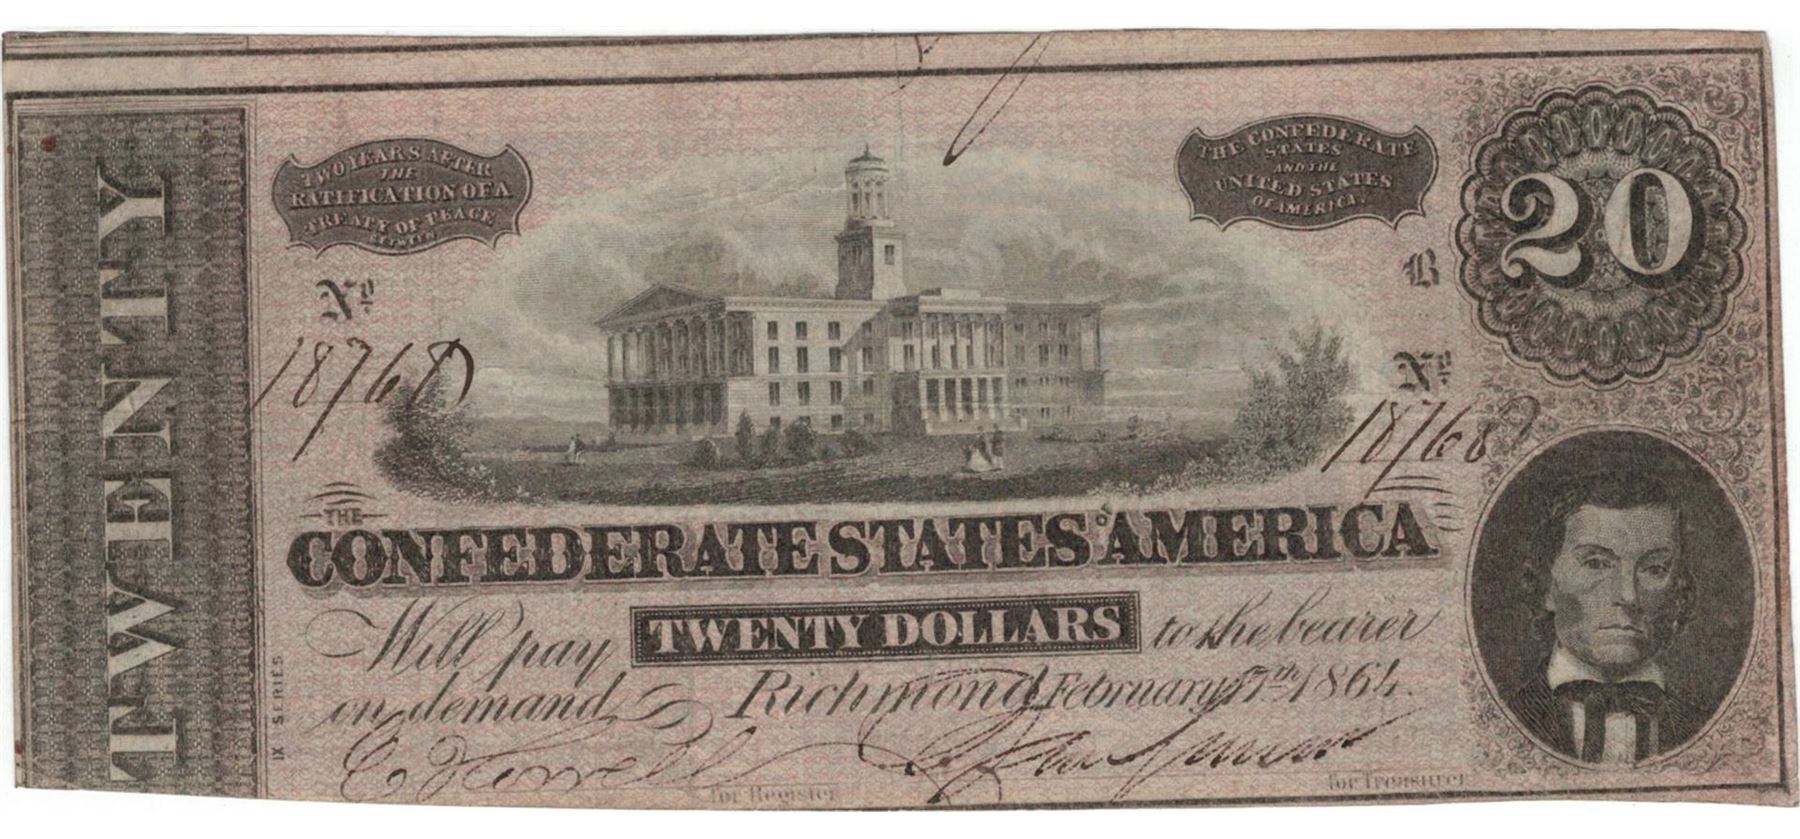 TWENTY
TWO YEARS AFTER
THE
RATIFICATION OF A
TREATY OF PEACE
BETWEEN
THE CONFEDERATE
STATES
AND THE
UNITED STATES
OF AMERICA.
20
B
No
18768
No
18768
THE
CONFEDERATE STATES OF AMERICA
Will pay TWENTY DOLLARS to the bearer
on demand Richmond February 17th 1864.
IX SERIES
for Register
for Treasurer